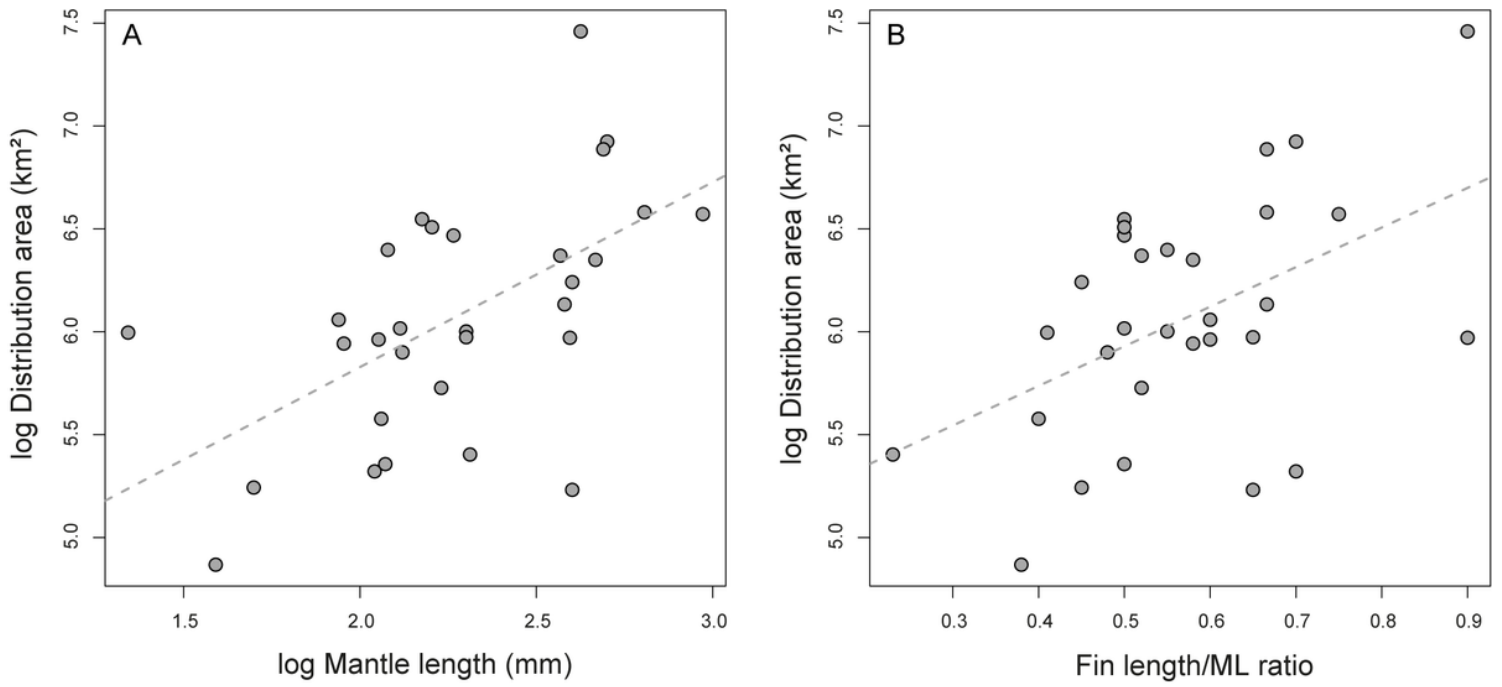 A
log Distribution area (km²)
7.5
7.0
6.5
6.0
5.5
5.0
1.5 2.0 2.5 3.0
log Mantle length (mm)
B
log Distribution area (km²)
7.5
7.0
6.5
6.0
5.5
5.0
0.3 0.4 0.5 0.6 0.7 0.8 0.9
Fin length/ML ratio